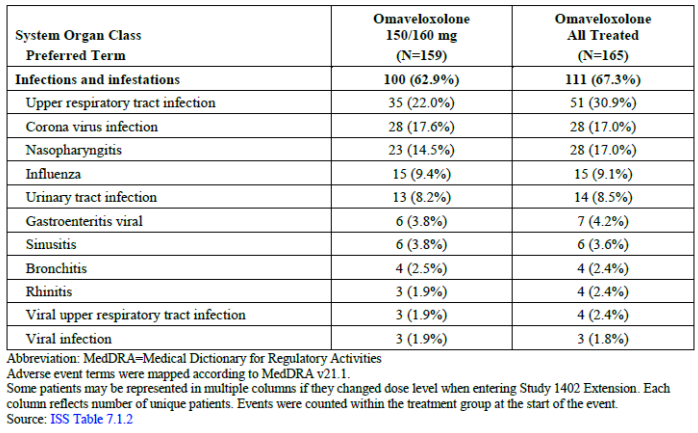 System Organ Class Preferred Term Omaveloxolone 150/160 mg (N=159) Omaveloxolone All Treated (N=165)
Infections and infestations 100 (62.9%) 111 (67.3%)
Upper respiratory tract infection 35 (22.0%) 51 (30.9%)
Corona virus infection 28 (17.6%) 28 (17.0%)
Nasopharyngitis 23 (14.5%) 28 (17.0%)
Influenza 15 (9.4%) 15 (9.1%)
Urinary tract infection 13 (8.2%) 14 (8.5%)
Gastroenteritis viral 6 (3.8%) 7 (4.2%)
Sinusitis 6 (3.8%) 6 (3.6%)
Bronchitis 4 (2.5%) 4 (2.4%)
Rhinitis 3 (1.9%) 4 (2.4%)
Viral upper respiratory tract infection 3 (1.9%) 4 (2.4%)
Viral infection 3 (1.9%) 3 (1.8%)
Abbreviation: MedDRA=Medical Dictionary for Regulatory Activities
Adverse event terms were mapped according to MedDRA v21.1.
Some patients may be represented in multiple columns if they changed dose level when entering Study 1402 Extension. Each
column reflects number of unique patients. Events were counted within the treatment group at the start of the event.
Source: ISS Table 7.1.2